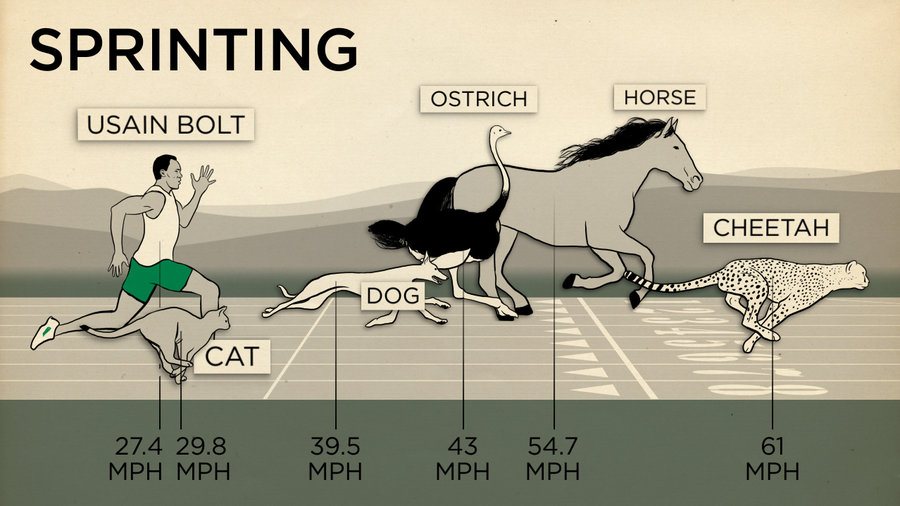 SPRINTING
USAIN BOLT
OSTRICH
HORSE
CHEETAH
DOG
CAT
27.4 MPH
29.8 MPH
39.5 MPH
43 MPH
54.7 MPH
61 MPH